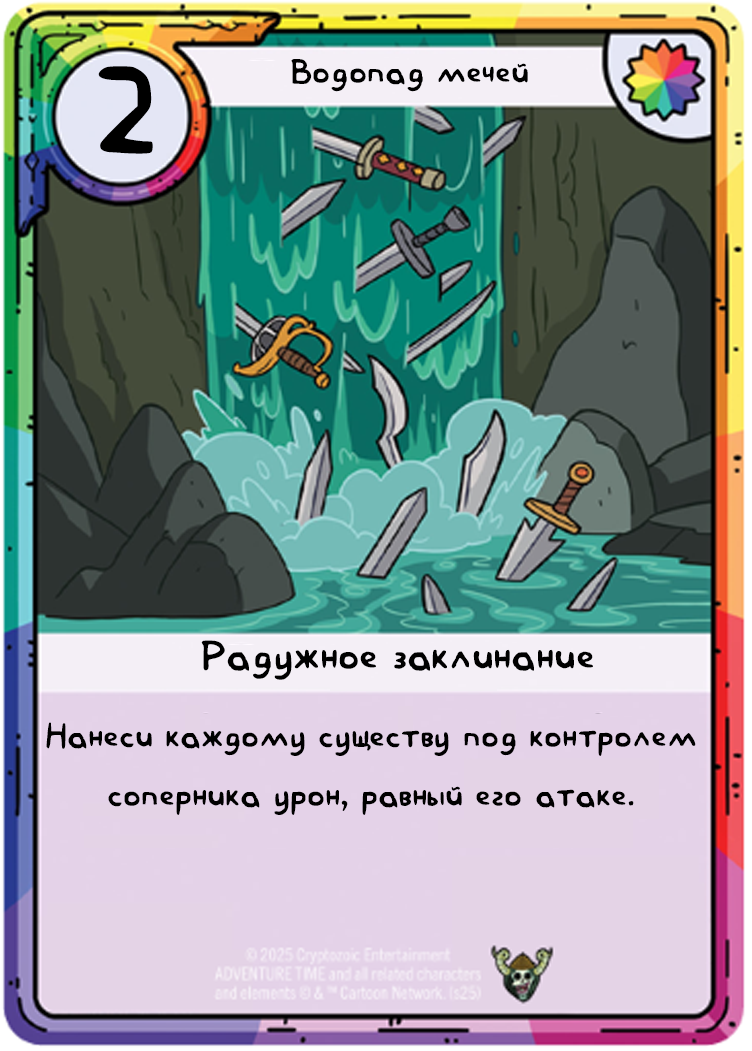 2
Водопад мечей
Радужное заклинание
Нанеси каждому существу под контролем
соперника урон, равный его атаке.
© 2025 Cryptozoic Entertainment
ADVENTURE TIME and all related characters
and elements © & ™ Cartoon Network. (s25)